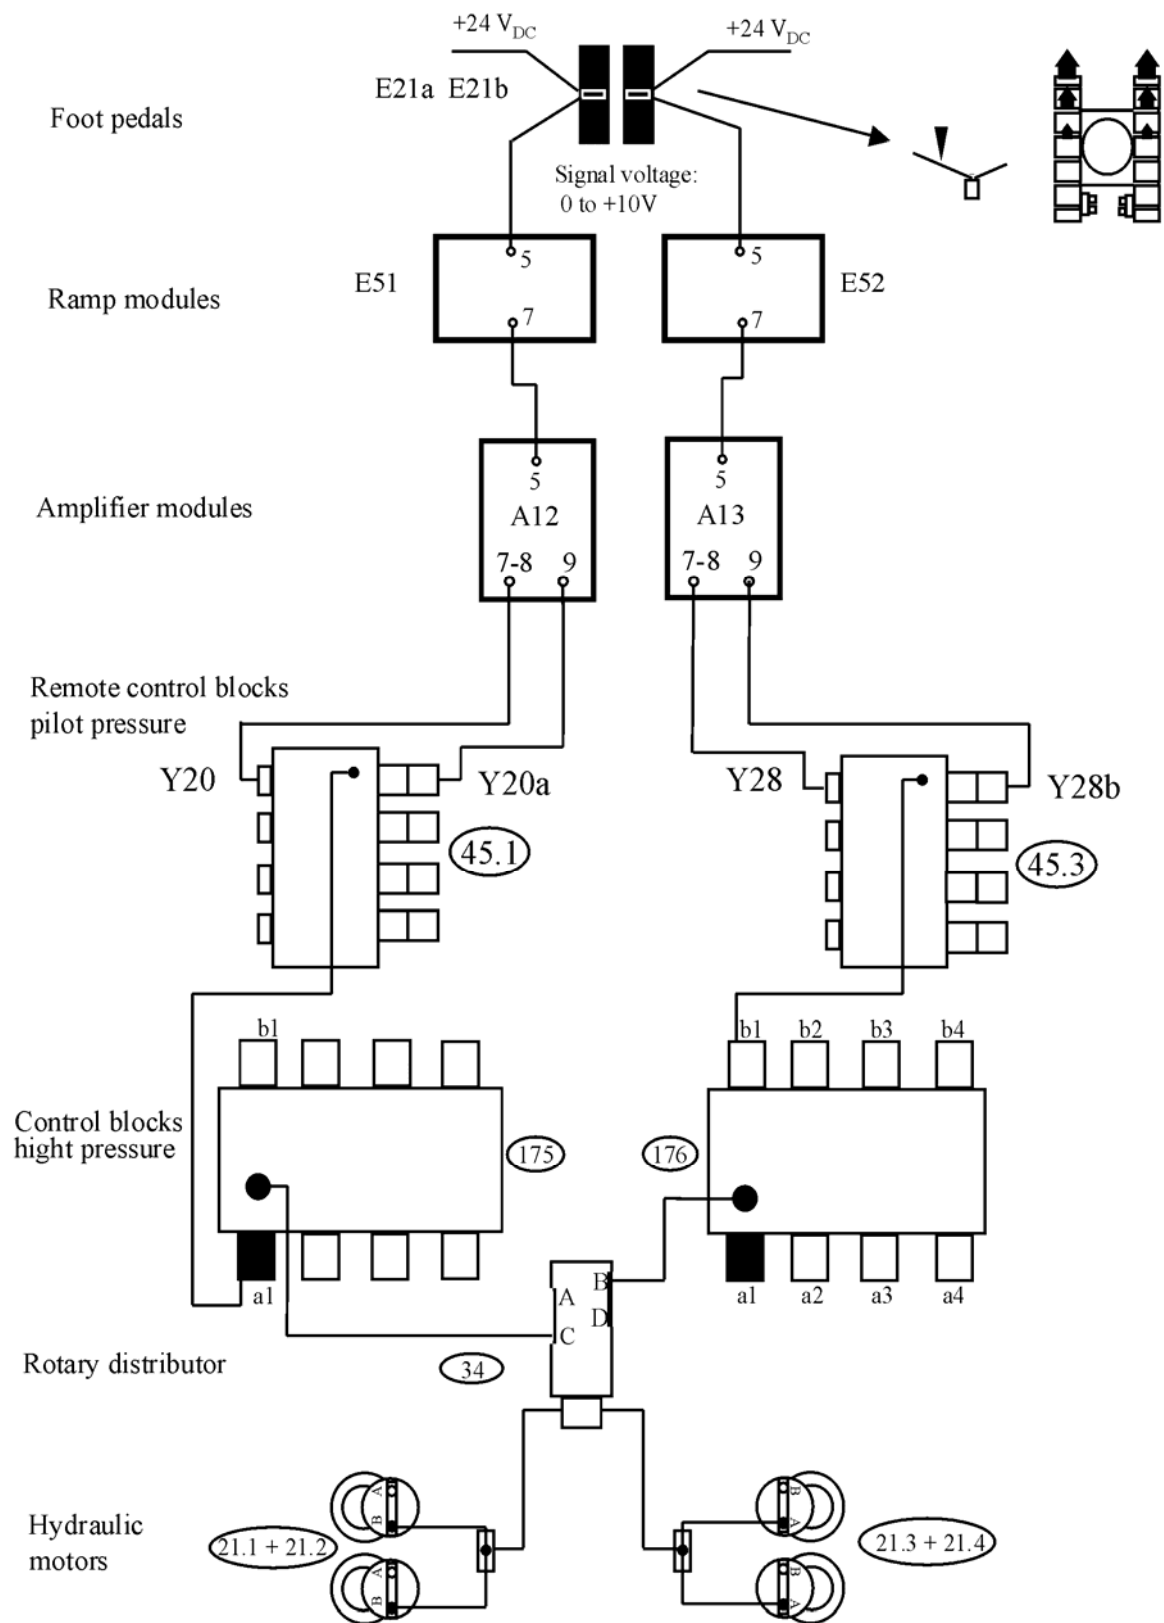 +24 VDC
+24 VDC
E21a E21b
Foot pedals
Signal voltage:
0 to +10V
5
5
E51
E52
Ramp modules
7
7
5
5
Amplifier modules
A12
A13
7-8 9
7-8 9
Remote control blocks
pilot pressure
Y20
Y20a
Y28
Y28b
45.1
45.3
b1
b1 b2 b3 b4
Control blocks
hight pressure
175
176
a1
a1 a2 a3 a4
A
B
C
D
Rotary distributor
34
Hydraulic
motors
A
B
A
B
21.1 + 21.2
B
A
B
A
21.3 + 21.4